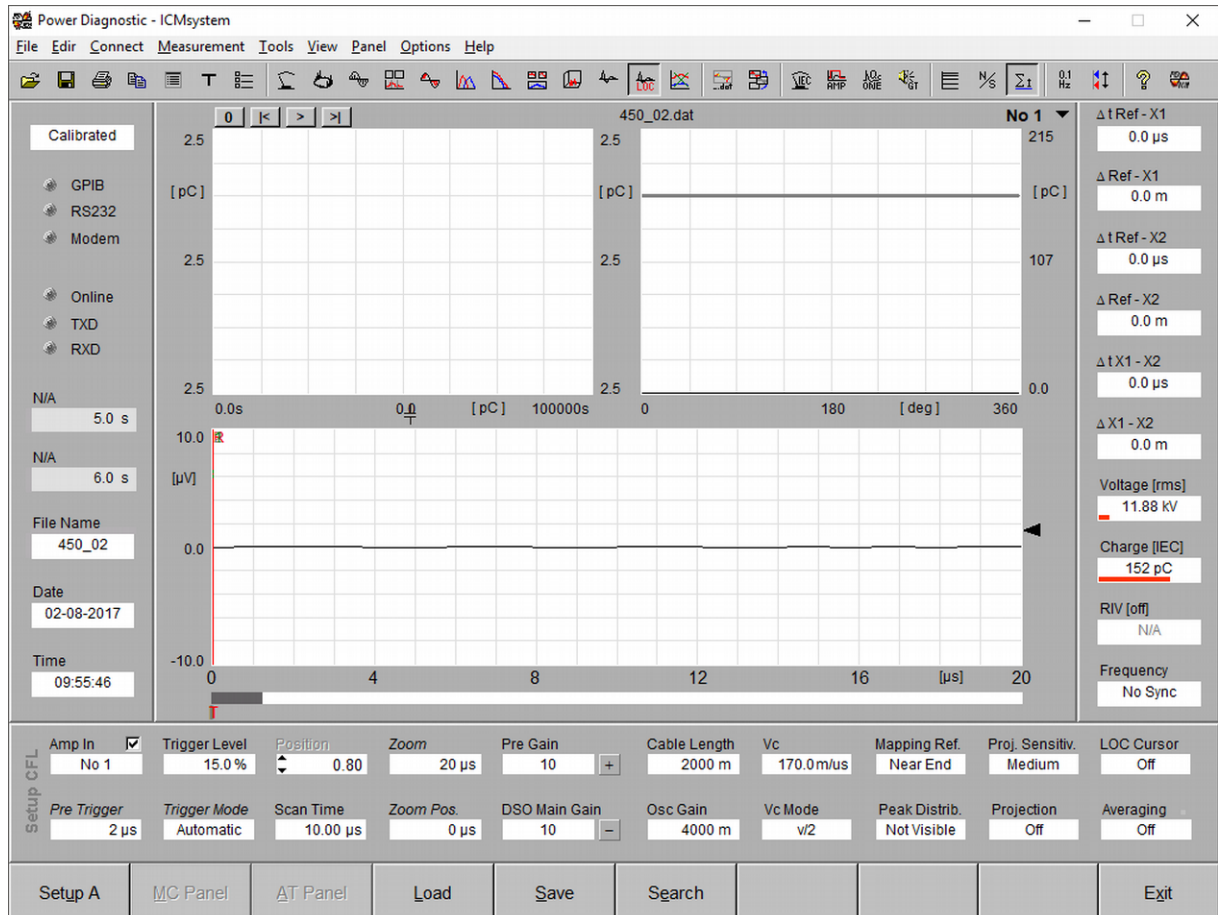 Power Diagnostic - ICMsystem
File Edir Connect Measurement Tools View Panel Options Help
T LOC ...dat IEC AMP ONE GT N/S Σt 0.1 Hz ?
Calibrated
GPIB
RS232
Modem
Online
TXD
RXD
N/A
5.0 s
N/A
6.0 s
File Name
450_02
Date
02-08-2017
Time
09:55:46
0 |< > >| 450_02.dat No 1
2.5
[ pC ]
2.5
2.5
0.0s 0.0 [ pC ] 100000s
2.5
[ pC ]
2.5
2.5
215
[ pC ]
107
0.0
0 180 [ deg ] 360
10.0 R
[µV]
0.0
-10.0
0 4 8 12 16 [µs] 20
T
Δ t Ref - X1
0.0 µs
Δ Ref - X1
0.0 m
Δ t Ref - X2
0.0 µs
Δ Ref - X2
0.0 m
Δ t X1 - X2
0.0 µs
Δ X1 - X2
0.0 m
Voltage [rms]
11.88 kV
Charge [IEC]
152 pC
RIV [off]
N/A
Frequency
No Sync
Setup CFL
Amp In Trigger Level Position Zoom Pre Gain Cable Length Vc Mapping Ref. Proj. Sensitiv. LOC Cursor
No 1 15.0 % 0.80 20 µs 10 + 2000 m 170.0m/us Near End Medium Off
Pre Trigger Trigger Mode Scan Time Zoom Pos. DSO Main Gain Osc Gain Vc Mode Peak Distrib. Projection Averaging
2 µs Automatic 10.00 µs 0 µs 10 − 4000 m v/2 Not Visible Off Off
Setup A MC Panel AT Panel Load Save Search Exit